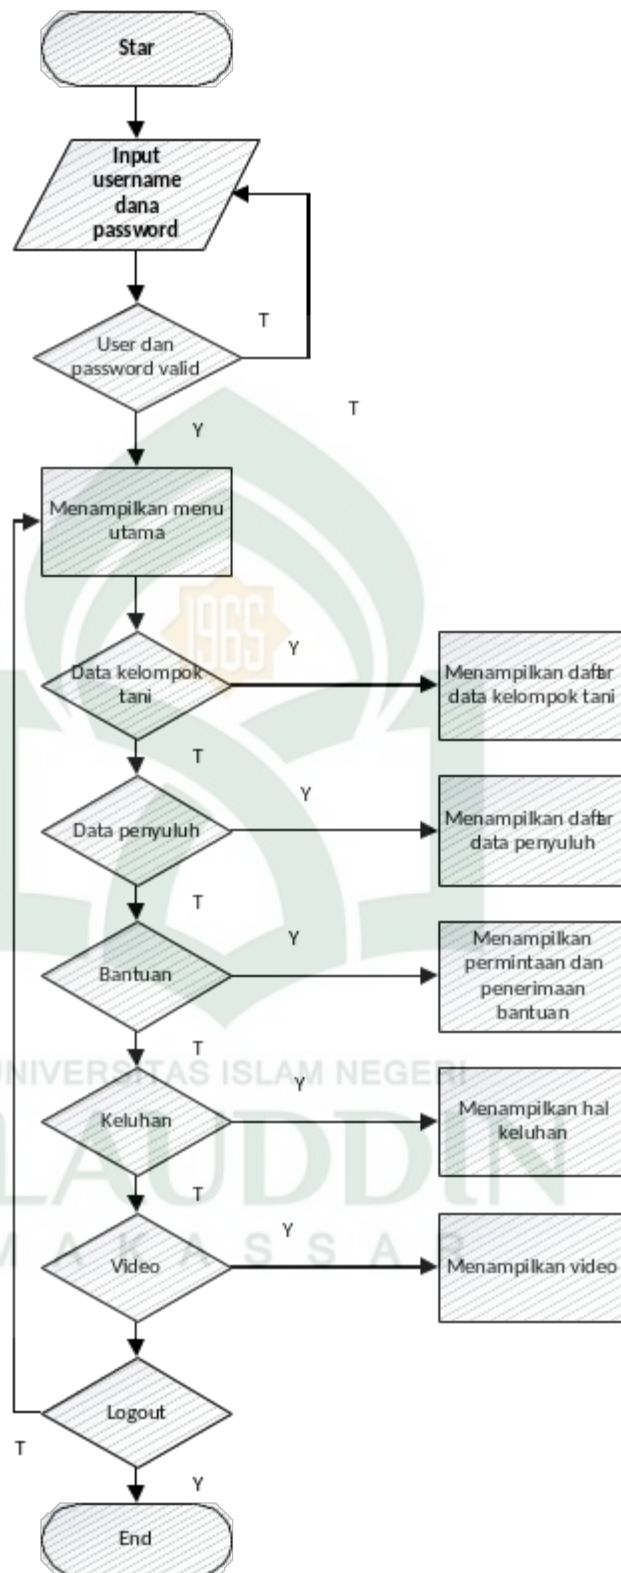 Star
Input
username
dana
password
T
User dan
password valid
T
Y
Menampilkan menu
utama
1965
Y
Data kelompok
tani
Menampilkan daftar
data kelompok tani
T
Y
Data penyuluh
Menampilkan daftar
data penyuluh
T
Y
Bantuan
Menampilkan
permintaan dan
penerimaan
bantuan
T
UNIVERSITAS ISLAM NEGERI
Y
Keluhan
Menampilkan hal
keluhan
LAUDDIN
T
Y
MAKASSAR
Video
Menampilkan video
Logout
T
Y
End